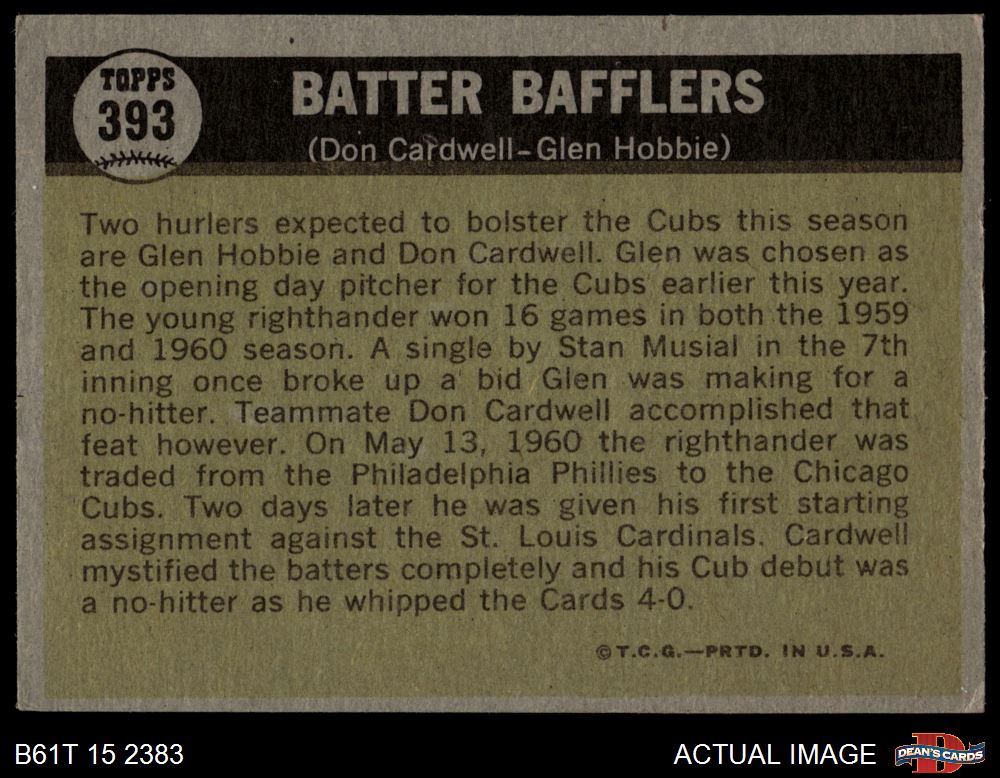 TOPPS
393
BATTER BAFFLERS
(Don Cardwell-Glen Hobbie)
Two hurlers expected to bolster the Cubs this season
are Glen Hobbie and Don Cardwell. Glen was chosen as
the opening day pitcher for the Cubs earlier this year.
The young righthander won 16 games in both the 1959
and 1960 season. A single by Stan Musial in the 7th
inning once broke up a bid Glen was making for a
no-hitter. Teammate Don Cardwell accomplished that
feat however. On May 13, 1960 the righthander was
traded from the Philadelphia Phillies to the Chicago
Cubs. Two days later he was given his first starting
assignment against the St. Louis Cardinals. Cardwell
mystified the batters completely and his Cub debut was
a no-hitter as he whipped the Cards 4-0.
©T.C.G.—PRTD. IN U.S.A.
B61T 15 2383
ACTUAL IMAGE
DEAN'S CARDS